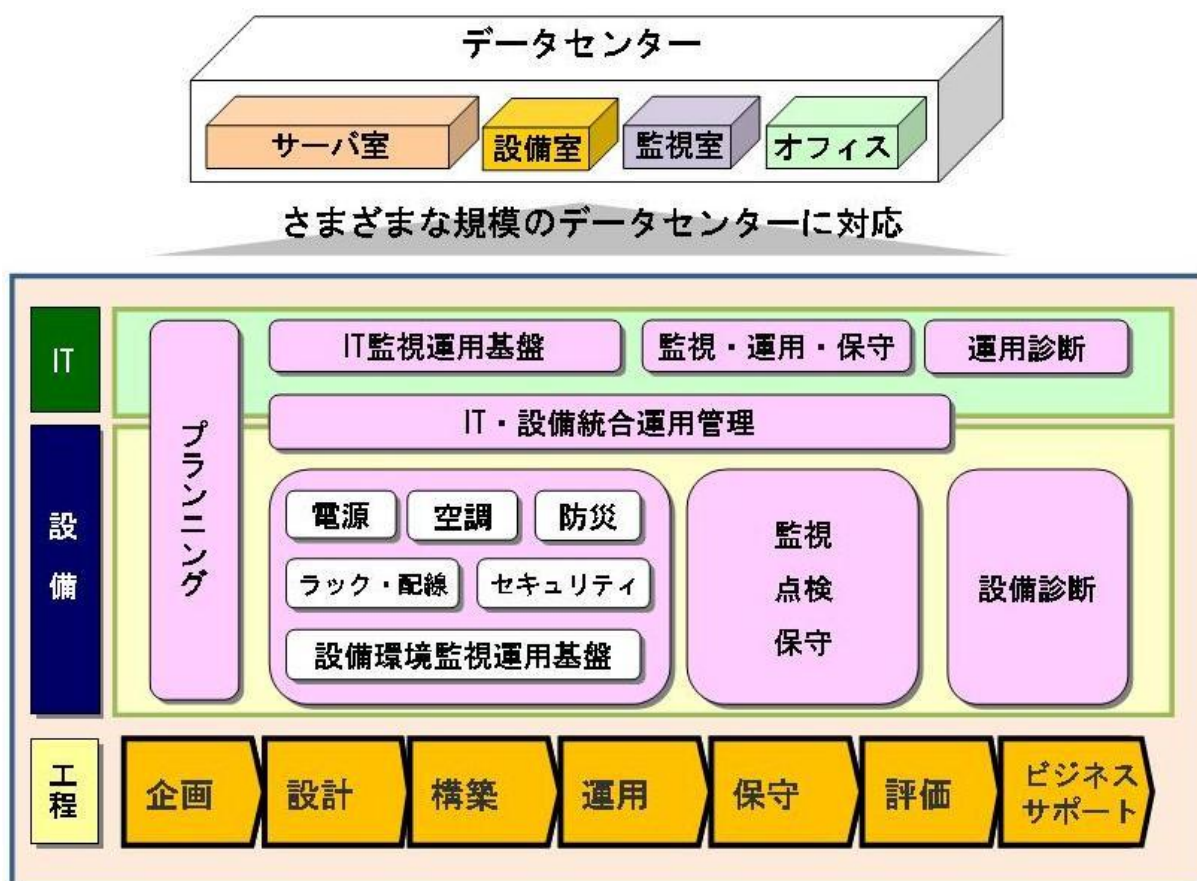 データセンター
サーバ室
設備室
監視室
オフィス
さまざまな規模のデータセンターに対応
IT
プランニング
IT監視運用基盤
監視・運用・保守
運用診断
IT・設備統合運用管理
設備
電源
空調
防災
ラック・配線
セキュリティ
設備環境監視運用基盤
監視
点検
保守
設備診断
工程
企画
設計
構築
運用
保守
評価
ビジネス
サポート